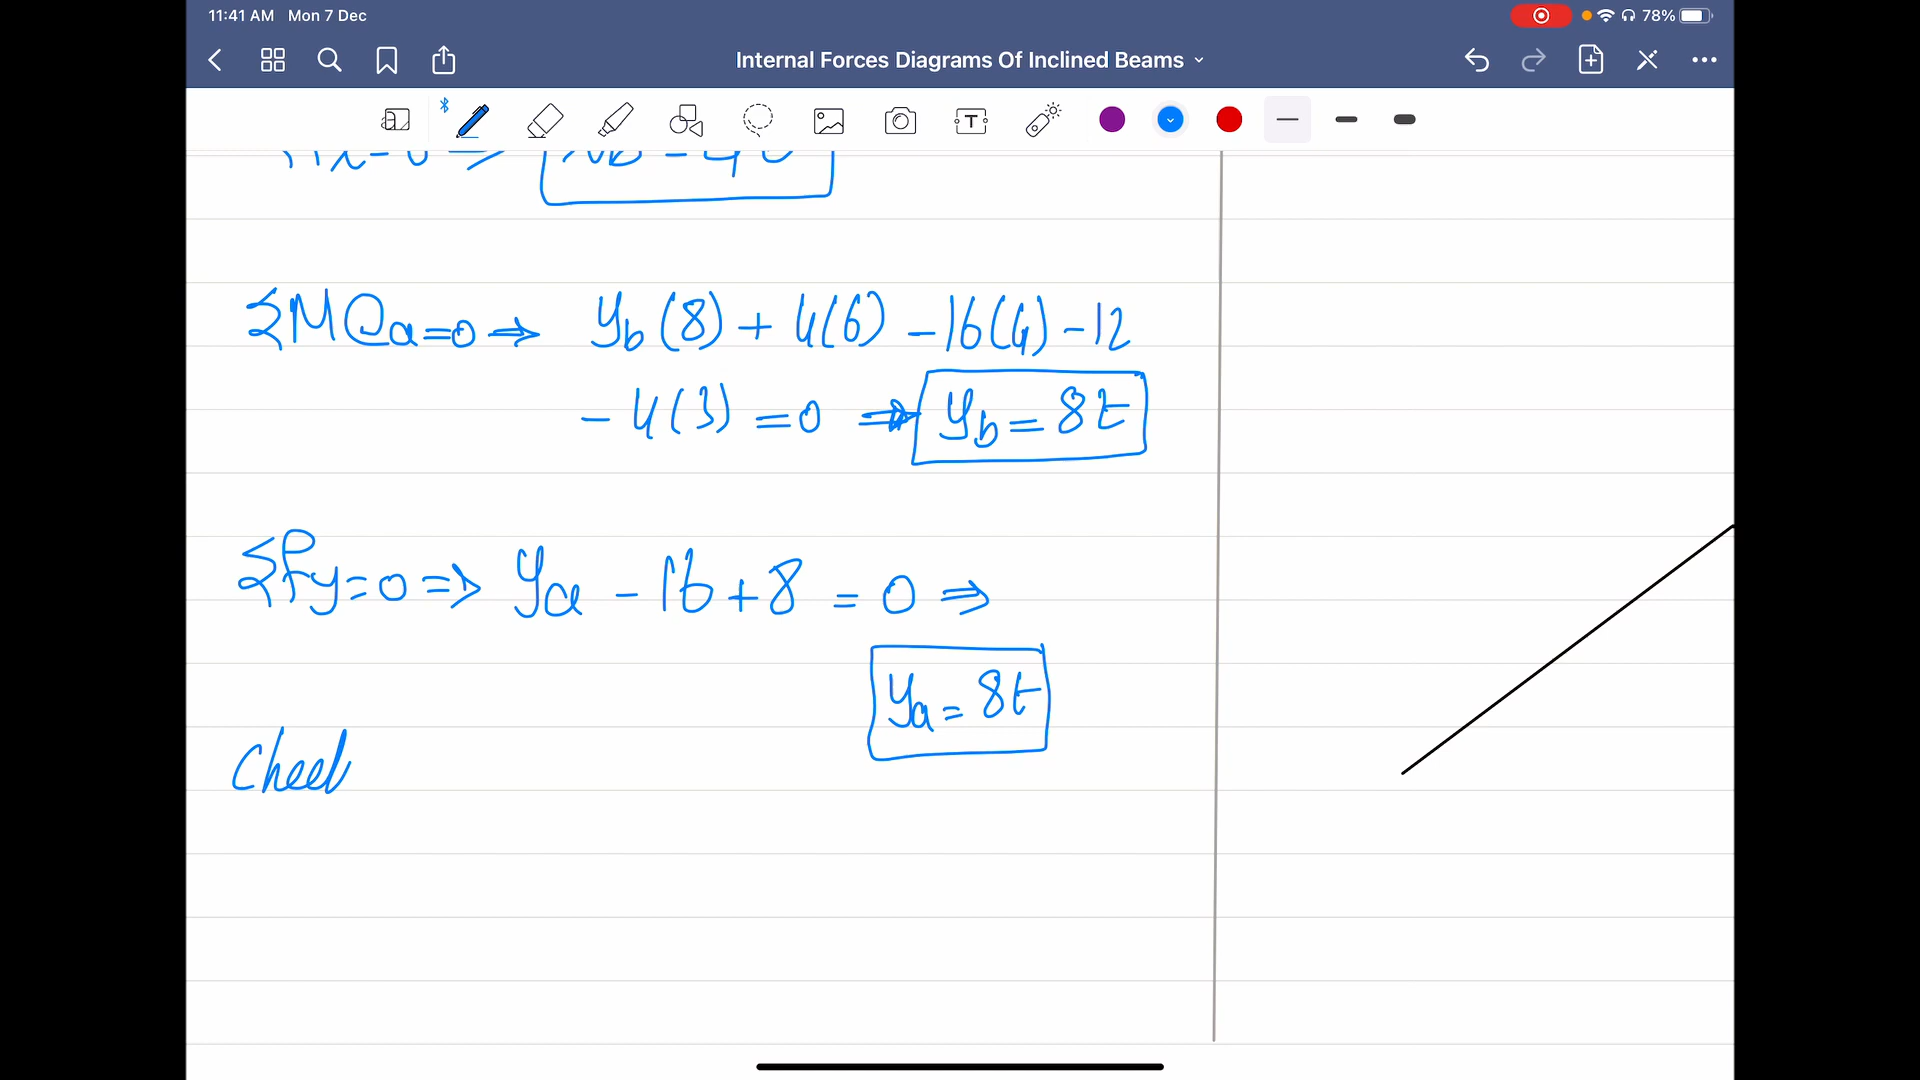 11:41 AM Mon 7 Dec
78%
Internal Forces Diagrams Of Inclined Beams
ΣM@a=0 ⇒ yb(8) + 4(6) - 16(4) - 12
- 4(3) = 0 ⇒ yb = 8t
Σfy=0 ⇒ ya - 16 + 8 = 0 ⇒
ya = 8t